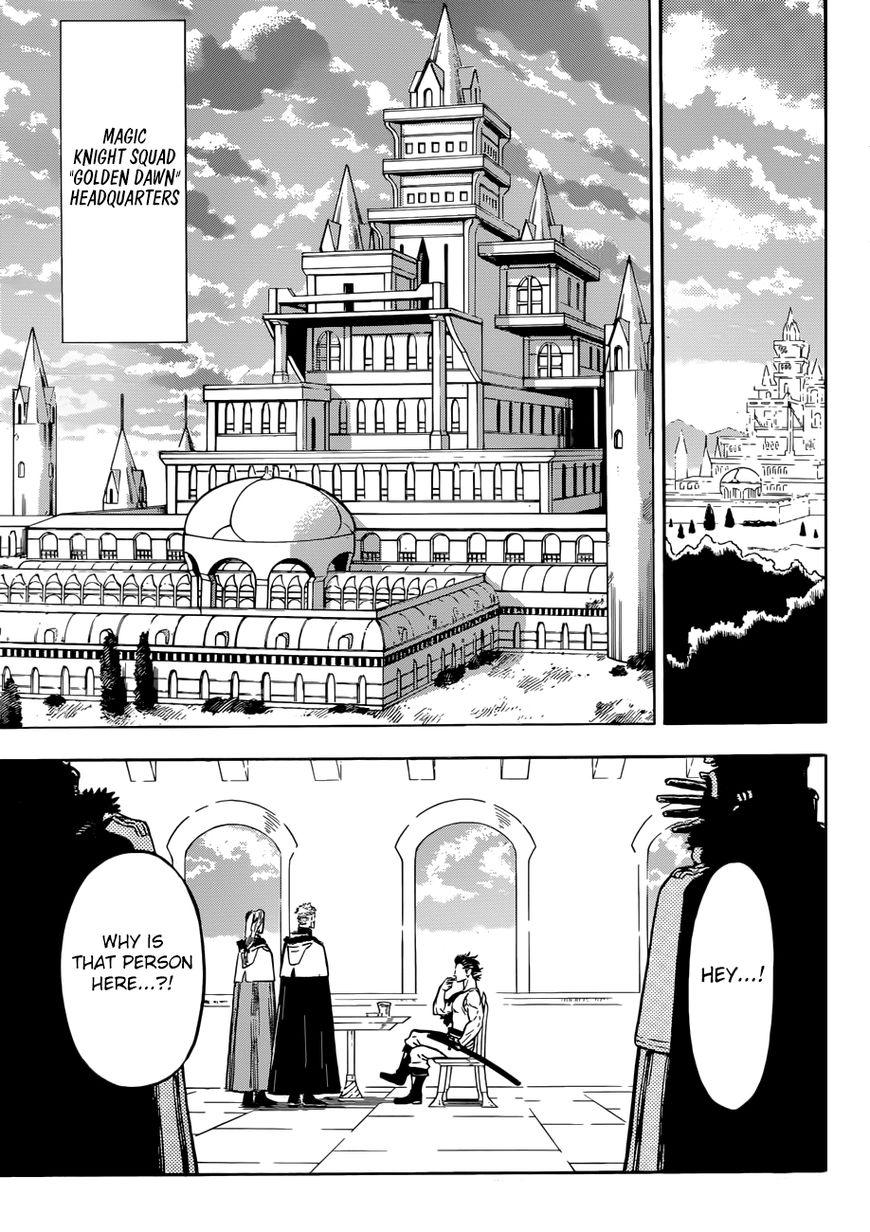 MAGIC
KNIGHT SQUAD
"GOLDEN DAWN"
HEADQUARTERS
HEY...!
WHY IS
THAT PERSON
HERE...?!